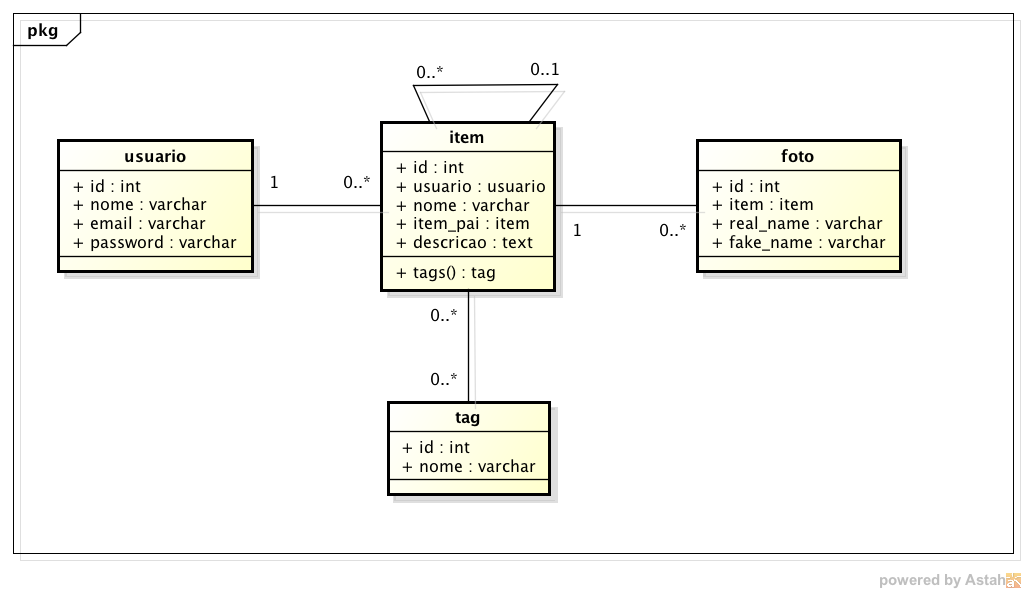 pkg
0..*
0..1
usuario
+ id : int
+ nome : varchar
+ email : varchar
+ password : varchar
1
0..*
item
+ id : int
+ usuario : usuario
+ nome : varchar
+ item_pai : item
+ descricao : text
+ tags() : tag
1
0..*
foto
+ id : int
+ item : item
+ real_name : varchar
+ fake_name : varchar
0..*
0..*
tag
+ id : int
+ nome : varchar
powered by Astah